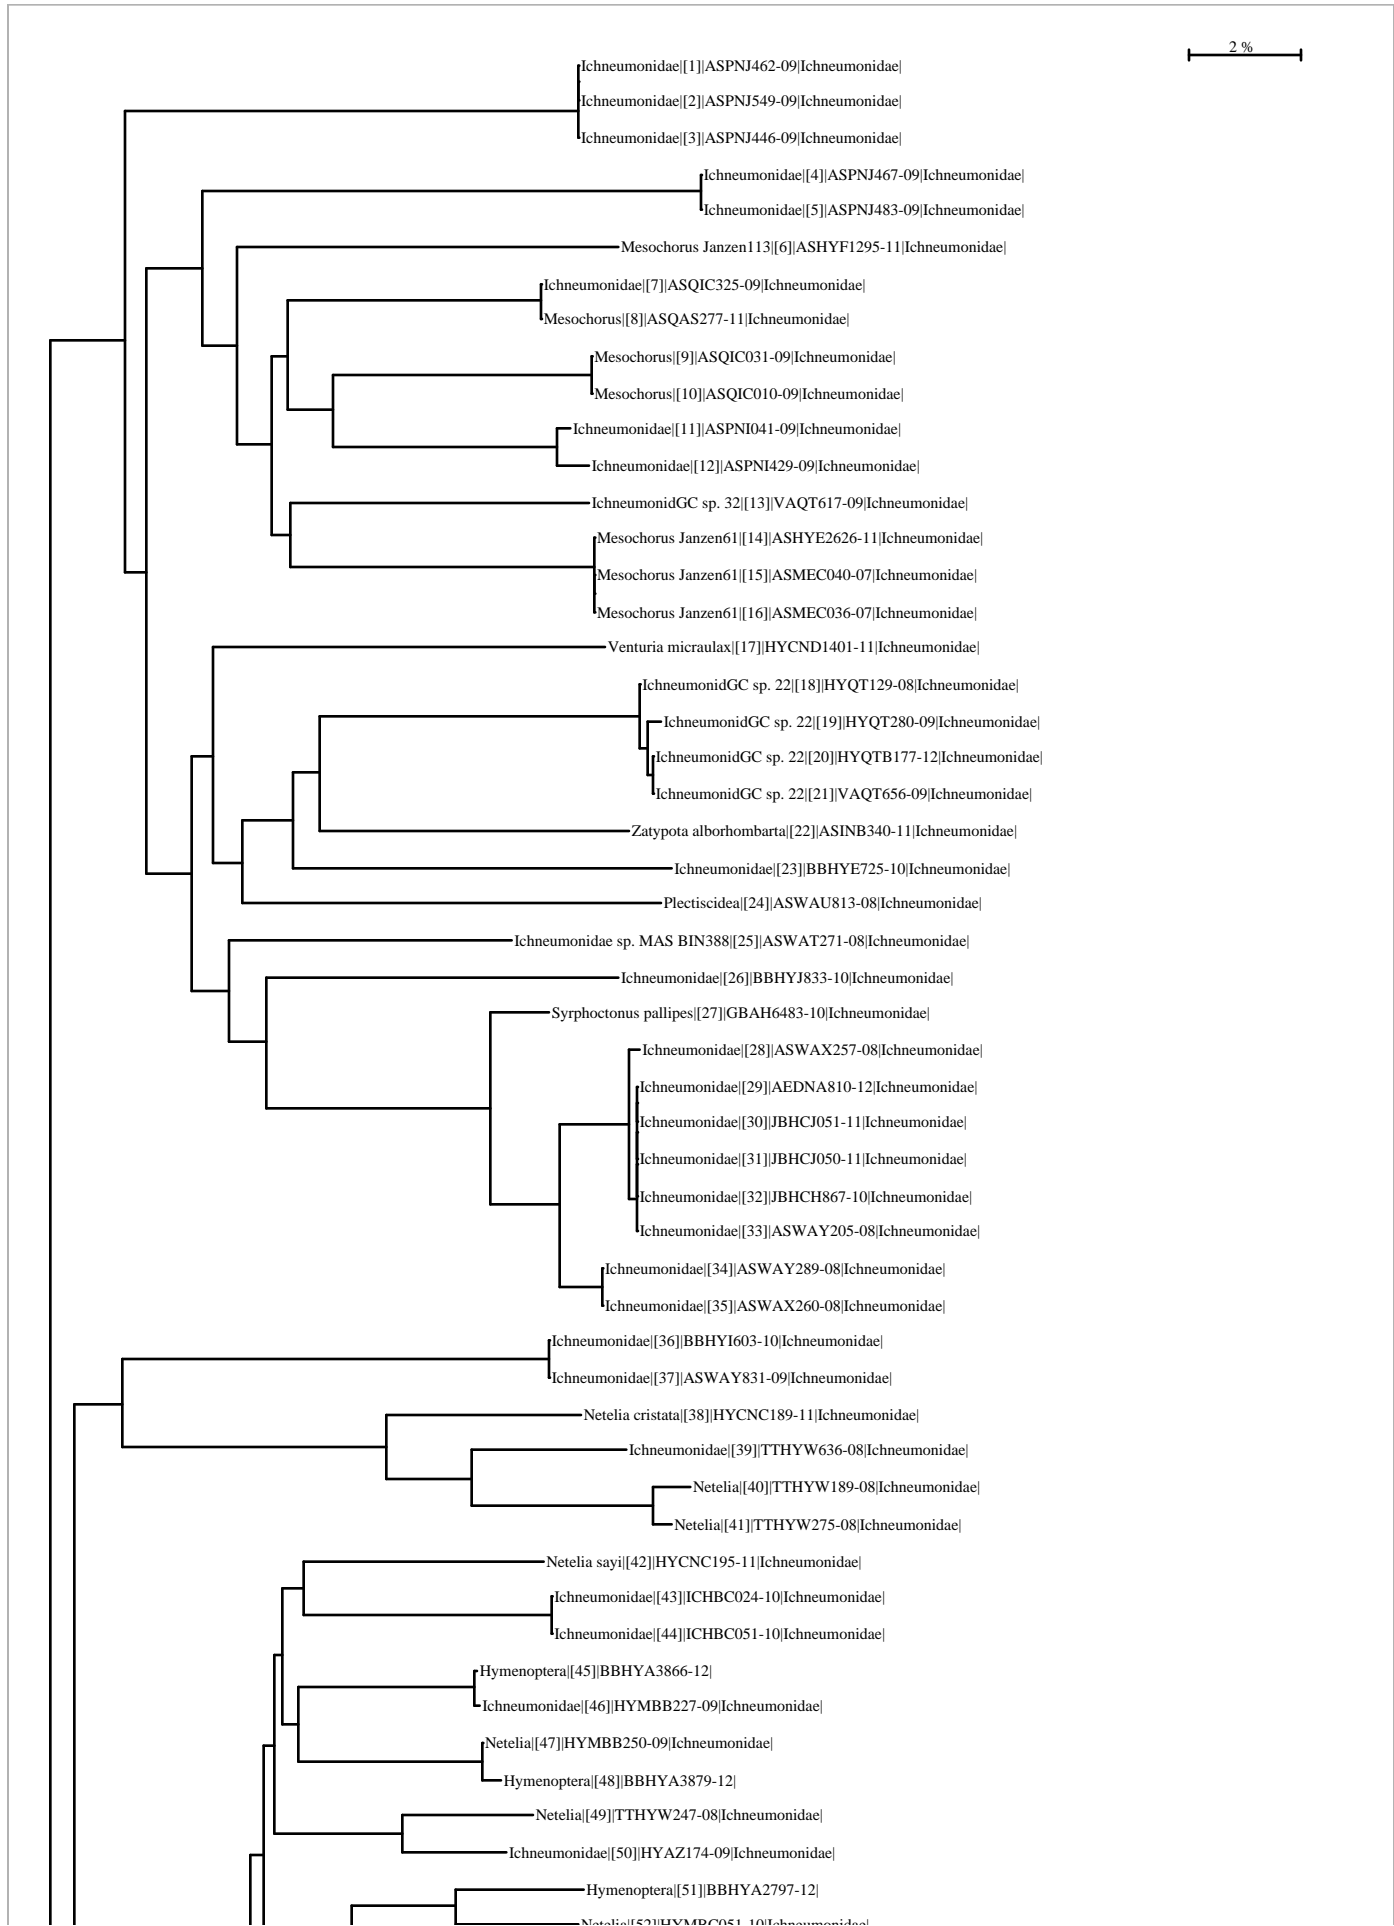 2 %
Ichneumonidae|[1]|ASPNJ462-09|Ichneumonidae|
Ichneumonidae|[2]|ASPNJ549-09|Ichneumonidae|
Ichneumonidae|[3]|ASPNJ446-09|Ichneumonidae|
Ichneumonidae|[4]|ASPNJ467-09|Ichneumonidae|
Ichneumonidae|[5]|ASPNJ483-09|Ichneumonidae|
Mesochorus Janzen113|[6]|ASHYF1295-11|Ichneumonidae|
Ichneumonidae|[7]|ASQIC325-09|Ichneumonidae|
Mesochorus|[8]|ASQAS277-11|Ichneumonidae|
Mesochorus|[9]|ASQIC031-09|Ichneumonidae|
Mesochorus|[10]|ASQIC010-09|Ichneumonidae|
Ichneumonidae|[11]|ASPNI041-09|Ichneumonidae|
Ichneumonidae|[12]|ASPNI429-09|Ichneumonidae|
IchneumonidGC sp. 32|[13]|VAQT617-09|Ichneumonidae|
Mesochorus Janzen61|[14]|ASHYE2626-11|Ichneumonidae|
Mesochorus Janzen61|[15]|ASMEC040-07|Ichneumonidae|
Mesochorus Janzen61|[16]|ASMEC036-07|Ichneumonidae|
Venturia micraulax|[17]|HYCND1401-11|Ichneumonidae|
IchneumonidGC sp. 22|[18]|HYQT129-08|Ichneumonidae|
IchneumonidGC sp. 22|[19]|HYQT280-09|Ichneumonidae|
IchneumonidGC sp. 22|[20]|HYQTB177-12|Ichneumonidae|
IchneumonidGC sp. 22|[21]|VAQT656-09|Ichneumonidae|
Zatypota alborhombarta|[22]|ASINB340-11|Ichneumonidae|
Ichneumonidae|[23]|BBHYE725-10|Ichneumonidae|
Plectiscidea|[24]|ASWAU813-08|Ichneumonidae|
Ichneumonidae sp. MAS BIN388|[25]|ASWAT271-08|Ichneumonidae|
Ichneumonidae|[26]|BBHYJ833-10|Ichneumonidae|
Syrphoctonus pallipes|[27]|GBAH6483-10|Ichneumonidae|
Ichneumonidae|[28]|ASWAX257-08|Ichneumonidae|
Ichneumonidae|[29]|AEDNA810-12|Ichneumonidae|
Ichneumonidae|[30]|JBHCJ051-11|Ichneumonidae|
Ichneumonidae|[31]|JBHCJ050-11|Ichneumonidae|
Ichneumonidae|[32]|JBHCH867-10|Ichneumonidae|
Ichneumonidae|[33]|ASWAY205-08|Ichneumonidae|
Ichneumonidae|[34]|ASWAY289-08|Ichneumonidae|
Ichneumonidae|[35]|ASWAX260-08|Ichneumonidae|
Ichneumonidae|[36]|BBHYI603-10|Ichneumonidae|
Ichneumonidae|[37]|ASWAY831-09|Ichneumonidae|
Netelia cristata|[38]|HYCNC189-11|Ichneumonidae|
Ichneumonidae|[39]|TTHYW636-08|Ichneumonidae|
Netelia|[40]|TTHYW189-08|Ichneumonidae|
Netelia|[41]|TTHYW275-08|Ichneumonidae|
Netelia sayi|[42]|HYCNC195-11|Ichneumonidae|
Ichneumonidae|[43]|ICHBC024-10|Ichneumonidae|
Ichneumonidae|[44]|ICHBC051-10|Ichneumonidae|
Hymenoptera|[45]|BBHYA3866-12|
Ichneumonidae|[46]|HYMBB227-09|Ichneumonidae|
Netelia|[47]|HYMBB250-09|Ichneumonidae|
Hymenoptera|[48]|BBHYA3879-12|
Netelia|[49]|TTHYW247-08|Ichneumonidae|
Ichneumonidae|[50]|HYAZ174-09|Ichneumonidae|
Hymenoptera|[51]|BBHYA2797-12|
Netelia|[52]|HYMBC051-10|Ichneumonidae|